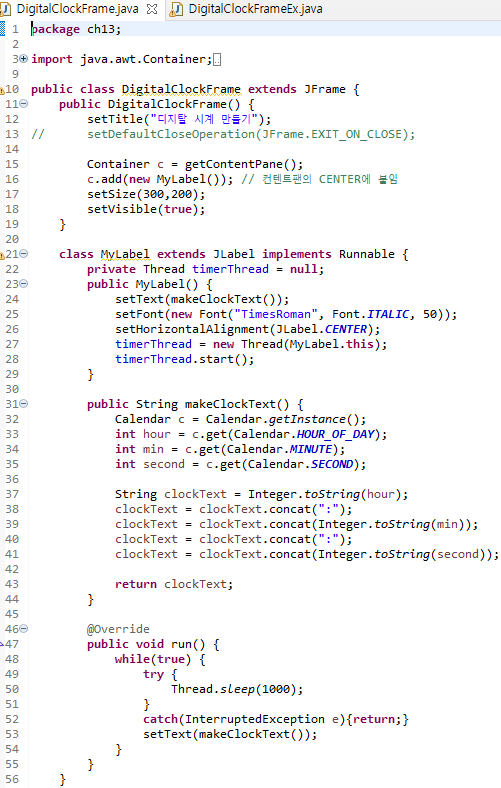 DigitalClockFrame.java DigitalClockFrameEx.java
1 package ch13;
2
3 import java.awt.Container;
9
10 public class DigitalClockFrame extends JFrame {
11 public DigitalClockFrame() {
12 setTitle("디지탈 시계 만들기");
13 // setDefaultCloseOperation(JFrame.EXIT_ON_CLOSE);
14
15 Container c = getContentPane();
16 c.add(new MyLabel()); // 컨텐트팬의 CENTER에 붙임
17 setSize(300,200);
18 setVisible(true);
19 }
20
21 class MyLabel extends JLabel implements Runnable {
22 private Thread timerThread = null;
23 public MyLabel() {
24 setText(makeClockText());
25 setFont(new Font("TimesRoman", Font.ITALIC, 50));
26 setHorizontalAlignment(JLabel.CENTER);
27 timerThread = new Thread(MyLabel.this);
28 timerThread.start();
29 }
30
31 public String makeClockText() {
32 Calendar c = Calendar.getInstance();
33 int hour = c.get(Calendar.HOUR_OF_DAY);
34 int min = c.get(Calendar.MINUTE);
35 int second = c.get(Calendar.SECOND);
36
37 String clockText = Integer.toString(hour);
38 clockText = clockText.concat(":");
39 clockText = clockText.concat(Integer.toString(min));
40 clockText = clockText.concat(":");
41 clockText = clockText.concat(Integer.toString(second));
42
43 return clockText;
44 }
45
46 @Override
47 public void run() {
48 while(true) {
49 try {
50 Thread.sleep(1000);
51 }
52 catch(InterruptedException e){return;}
53 setText(makeClockText());
54 }
55 }
56 }